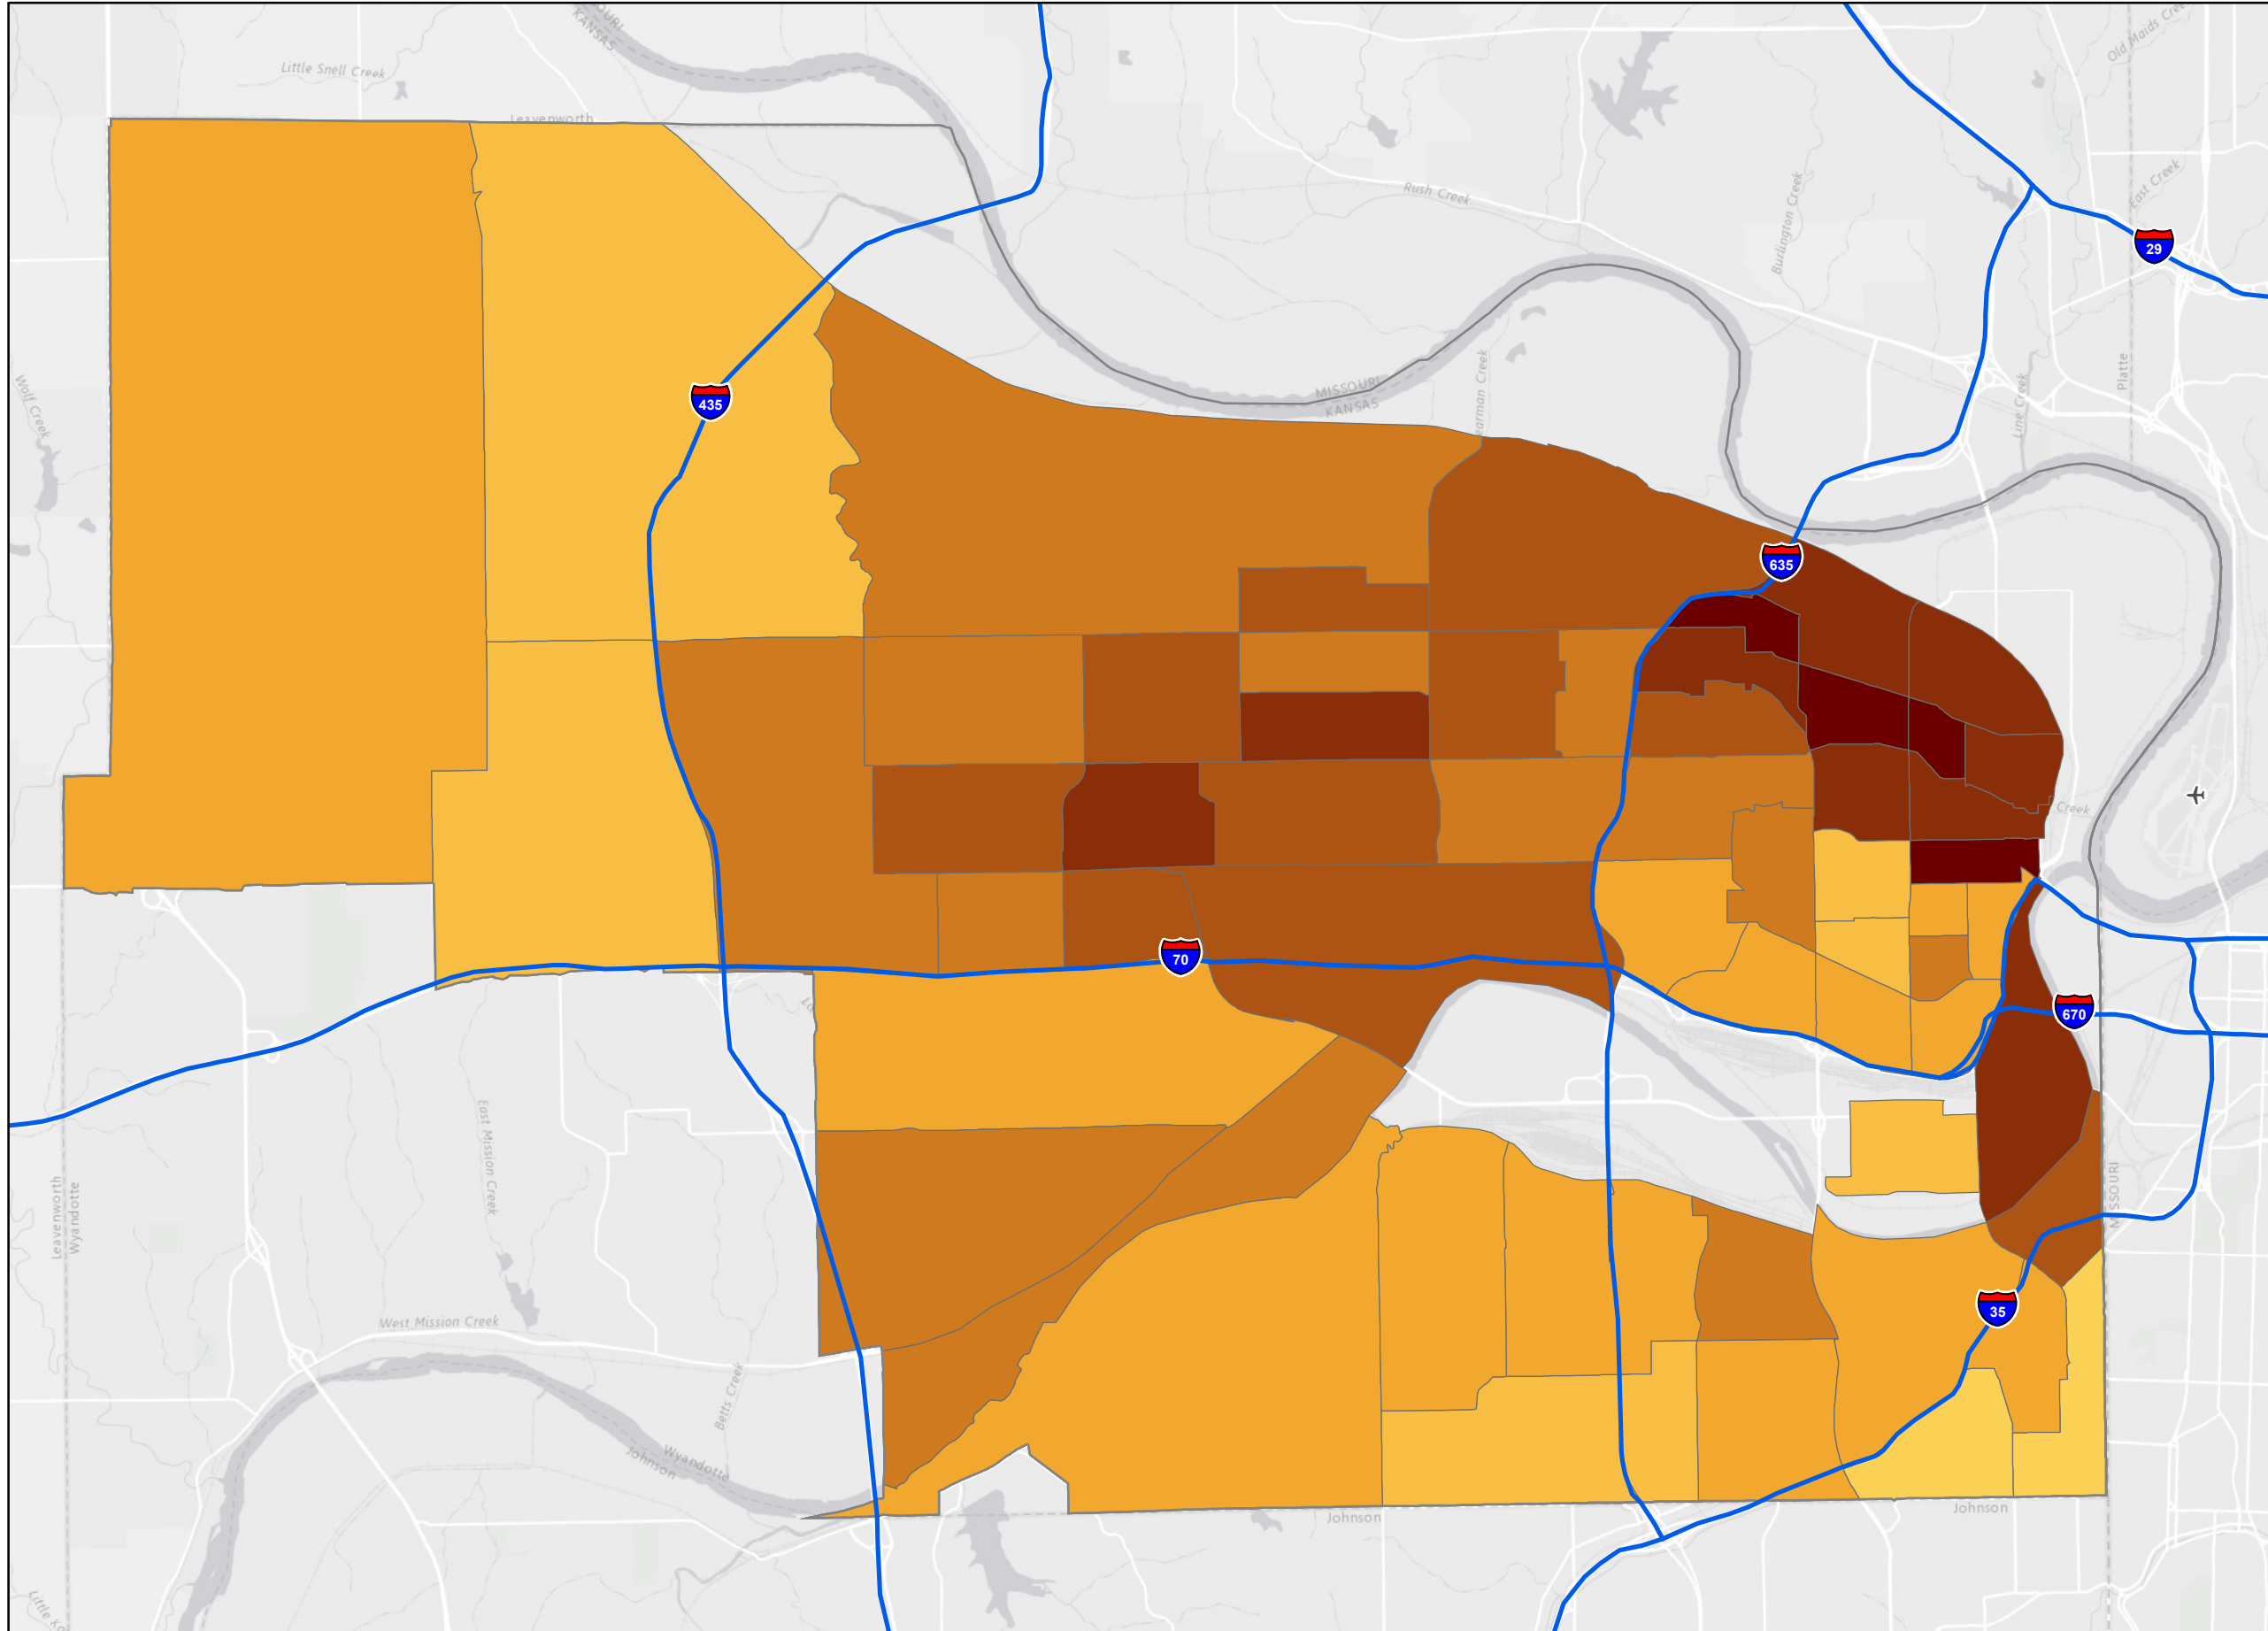 MISSOURI
KANSAS
Old Maids Creek
Little Snell Creek
Leavenworth
Rush Creek
East Creek
Burlington Creek
29
MISSOURI
KANSAS
Platte
Line Creek
Wolf Creek
435
635
Creek
70
670
East Mission Creek
Leavenworth
Wyandotte
MISSOURI
35
West Mission Creek
Betts Creek
Wyandotte
Johnson
Johnson
Johnson